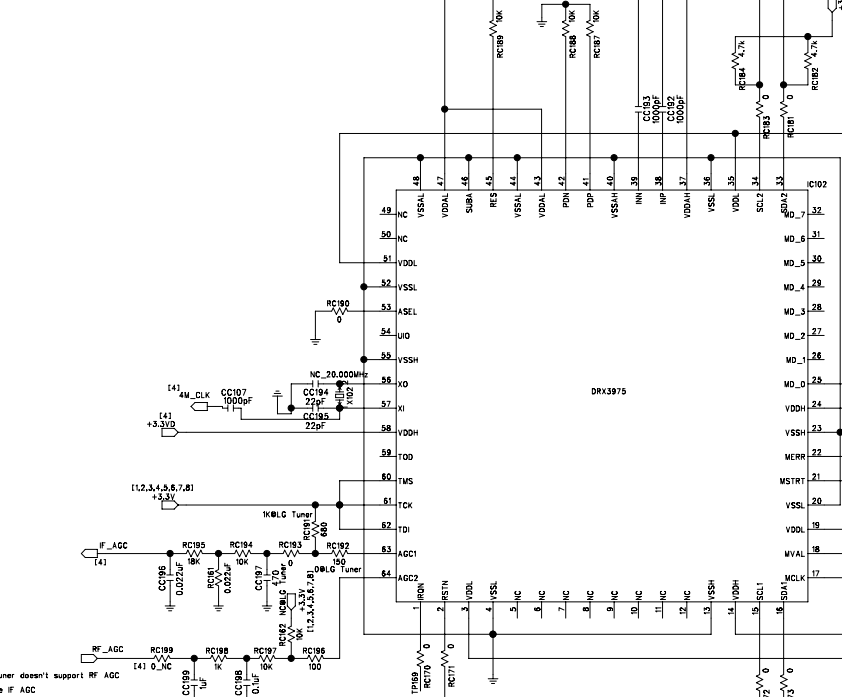 10K
RC189
10K
RC188
10K
RC187
CC193
1000pF
CC192
1000pF
4.7k
RC184
4.7k
RC182
0
RC183
0
RC181
48
47
46
45
44
43
42
41
40
39
38
37
36
35
34
33
IC102
VSSAL
VDDAL
SUBA
RES
VSSAL
VDDAL
PDN
PDP
VSSAH
INN
INP
VDDAH
VSSL
VDDL
SCL2
SDA2
49 NC
50 NC
51 VDDL
52 VSSL
53 ASEL
54 UIO
55 VSSH
56 XO
57 XI
58 VDDH
59 TOD
60 TMS
61 TCK
62 TDI
63 AGC1
64 AGC2
MD_7 32
MD_6 31
MD_5 30
MD_4 29
MD_3 28
MD_2 27
MD_1 26
MD_0 25
VDDH 24
VSSH 23
MERR 22
MSTRT 21
VSSL 20
VDDL 19
MVAL 18
MCLK 17
DRX3975
RC190
0
NC_20.000MHz
X102
CC194
22pF
CC195
22pF
[4]
4M_CLK
CC107
1000pF
[4]
+3.3VD
[1,2,3,4,5,6,7,8]
+3.3V
1K@LG Tuner
RC191
680
IF_AGC
[4]
RC195
18K
RC194
10K
RC193
0
RC192
150
0@LG Tuner
CC196
0.022uF
RC161
0.022uF
CC197
470
NC@LG Tuner
+3.3V
[1,2,3,4,5,6,7,8]
RC162
10K
RF_AGC
[4]
RC199
0_NC
RC198
1K
RC197
10K
RC196
100
CC199
1uF
CC198
0.1uF
uner doesn't support RF AGC
e IF AGC
IRQN
RSTN
VDDL
VSSL
NC
NC
NC
NC
NC
NC
NC
NC
VSSH
VDDH
SCL1
SDA1
1
2
3
4
5
6
7
8
9
10
11
12
13
14
15
16
TP169
0
RC170
0
RC171
0
0